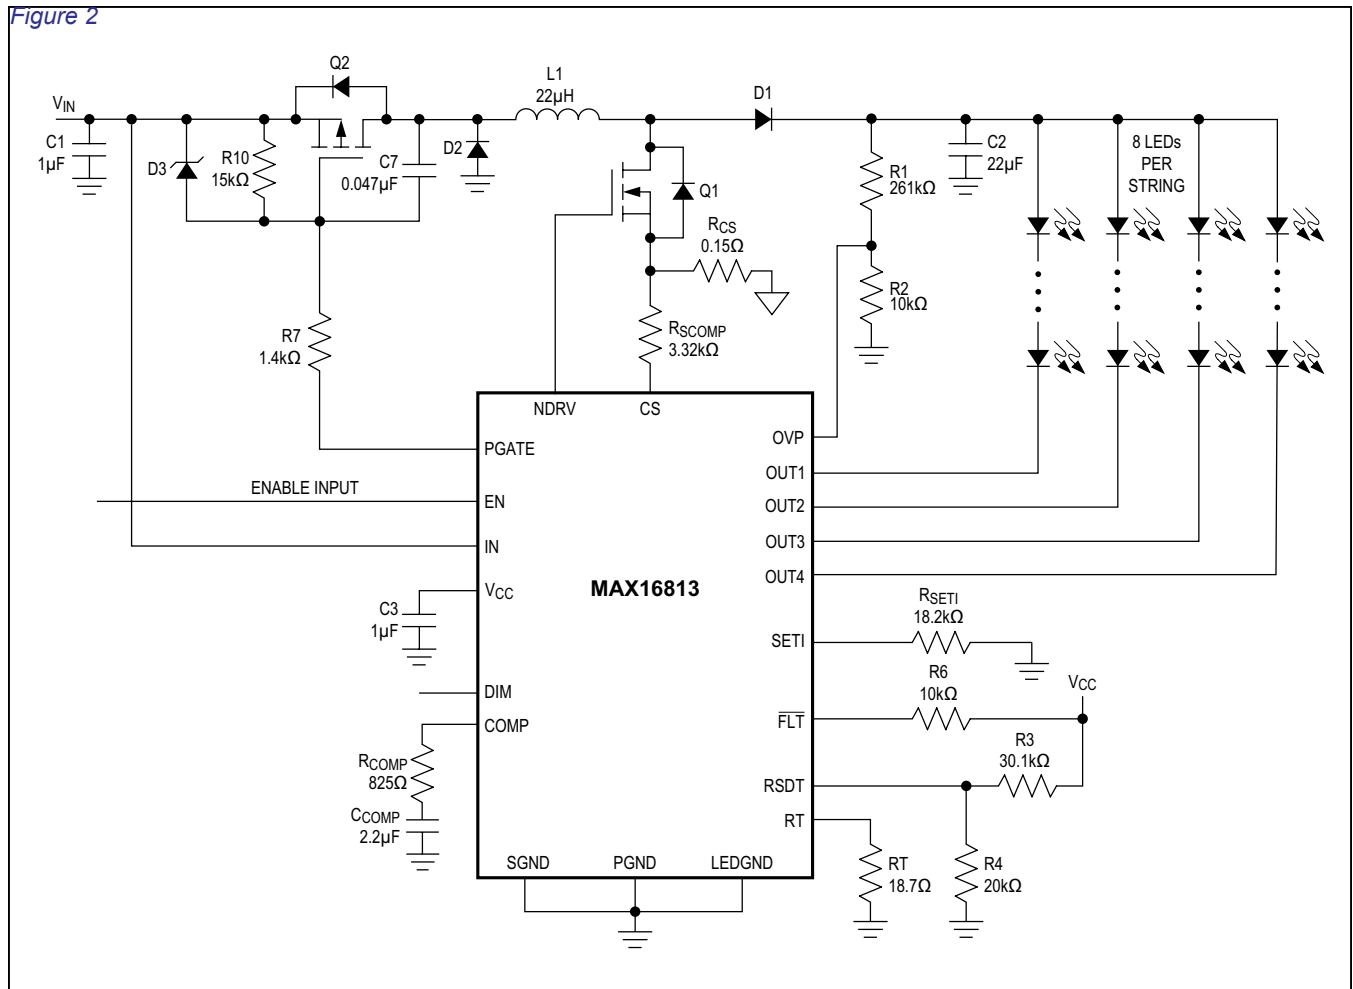 Figure 2
Q2
L1
22µH
D1
VIN
C1
1µF
D3
R10
15kΩ
C7
0.047µF
D2
Q1
RCS
0.15Ω
R1
261kΩ
C2
22µF
8 LEDs
PER
STRING
R2
10kΩ
R7
1.4kΩ
RSCOMP
3.32kΩ
NDRV
CS
PGATE
OVP
OUT1
ENABLE INPUT
EN
OUT2
IN
OUT3
OUT4
VCC
MAX16813
C3
1µF
RSETI
18.2kΩ
SETI
DIM
R6
10kΩ
VCC
COMP
FLT
RCOMP
825Ω
R3
30.1kΩ
RSDT
CCOMP
2.2µF
RT
SGND
PGND
LEDGND
RT
18.7Ω
R4
20kΩ